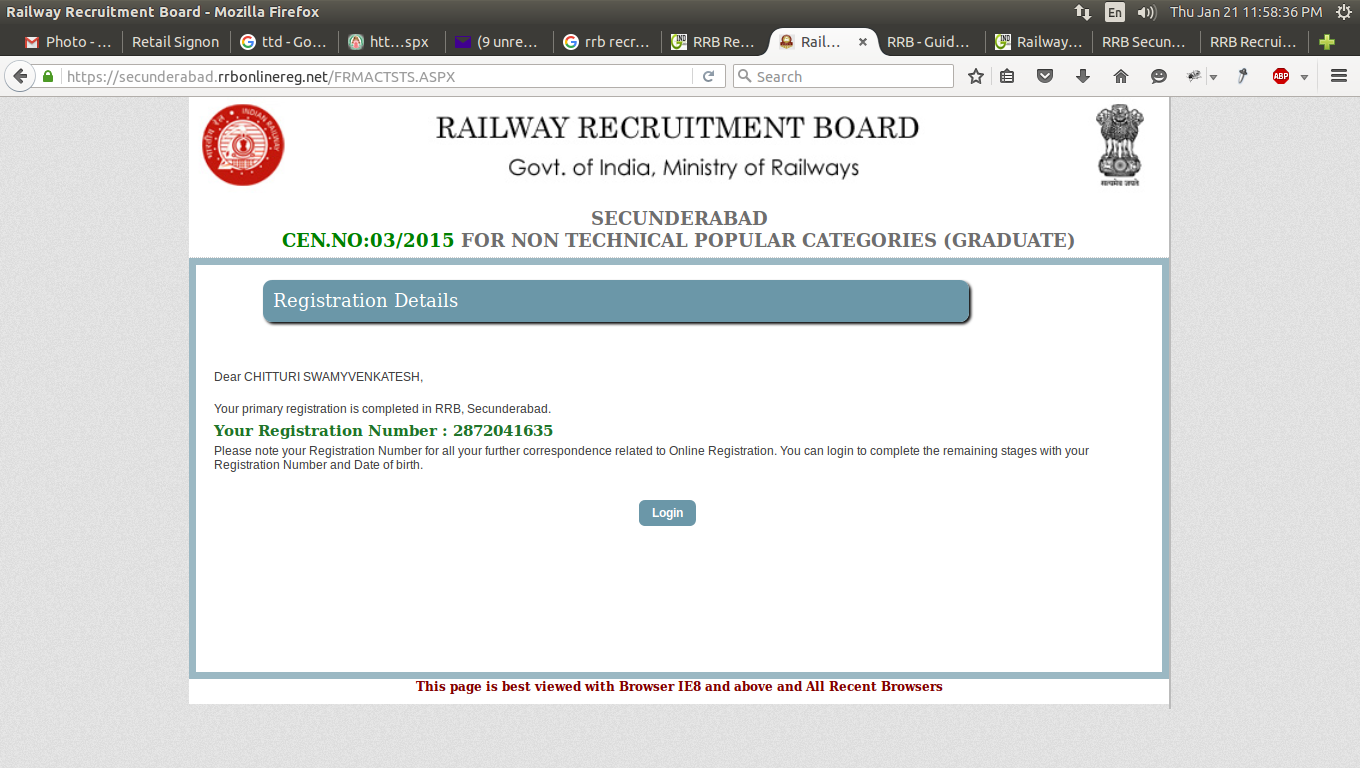 Railway Recruitment Board - Mozilla Firefox
En
Thu Jan 21 11:58:36 PM
Photo - ...
Retail Signon
ttd - Go...
htt...spx
(9 unre...
rrb recr...
RRB Re...
Rail...
RRB - Guid...
Railway...
RRB Secun...
RRB Recrui...
https://secunderabad.rrbonlinereg.net/FRMACTSTS.ASPX
Search
ABP
INDIAN RAILWAY
भारतीय रेल
RAILWAY RECRUITMENT BOARD
Govt. of India, Ministry of Railways
सत्यमेव जयते
SECUNDERABAD
CEN.NO:03/2015 FOR NON TECHNICAL POPULAR CATEGORIES (GRADUATE)
Registration Details
Dear CHITTURI SWAMYVENKATESH,
Your primary registration is completed in RRB, Secunderabad.
Your Registration Number : 2872041635
Please note your Registration Number for all your further correspondence related to Online Registration. You can login to complete the remaining stages with your
Registration Number and Date of birth.
Login
This page is best viewed with Browser IE8 and above and All Recent Browsers